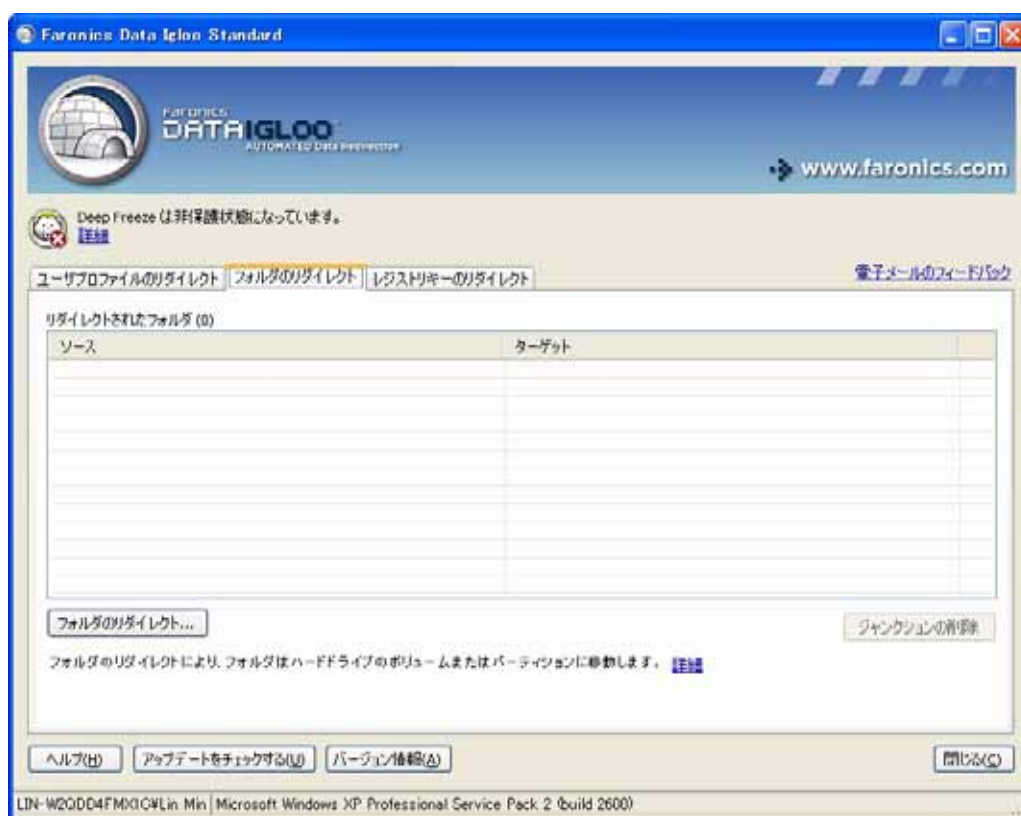 Faronics Data Igloo Standard
Faronics
DATAIGLOO
AUTOMATED Data Redirection
www.faronics.com
Deep Freeze は非保護状態になっています。
詳細
ユーザプロファイルのリダイレクト フォルダのリダイレクト レジストリキーのリダイレクト
電子メールのフィードバック
リダイレクトされたフォルダ (0)
ソース ターゲット
フォルダのリダイレクト... ジャンクションの削除
フォルダのリダイレクトにより、フォルダはハードドライブのボリュームまたはパーティションに移動します。 詳細
ヘルプ(H) アップデートをチェックする(U) バージョン情報(A) 閉じる(C)
LIN-W2QDD4FMXIC¥Lin Min Microsoft Windows XP Professional Service Pack 2 (build 2600)